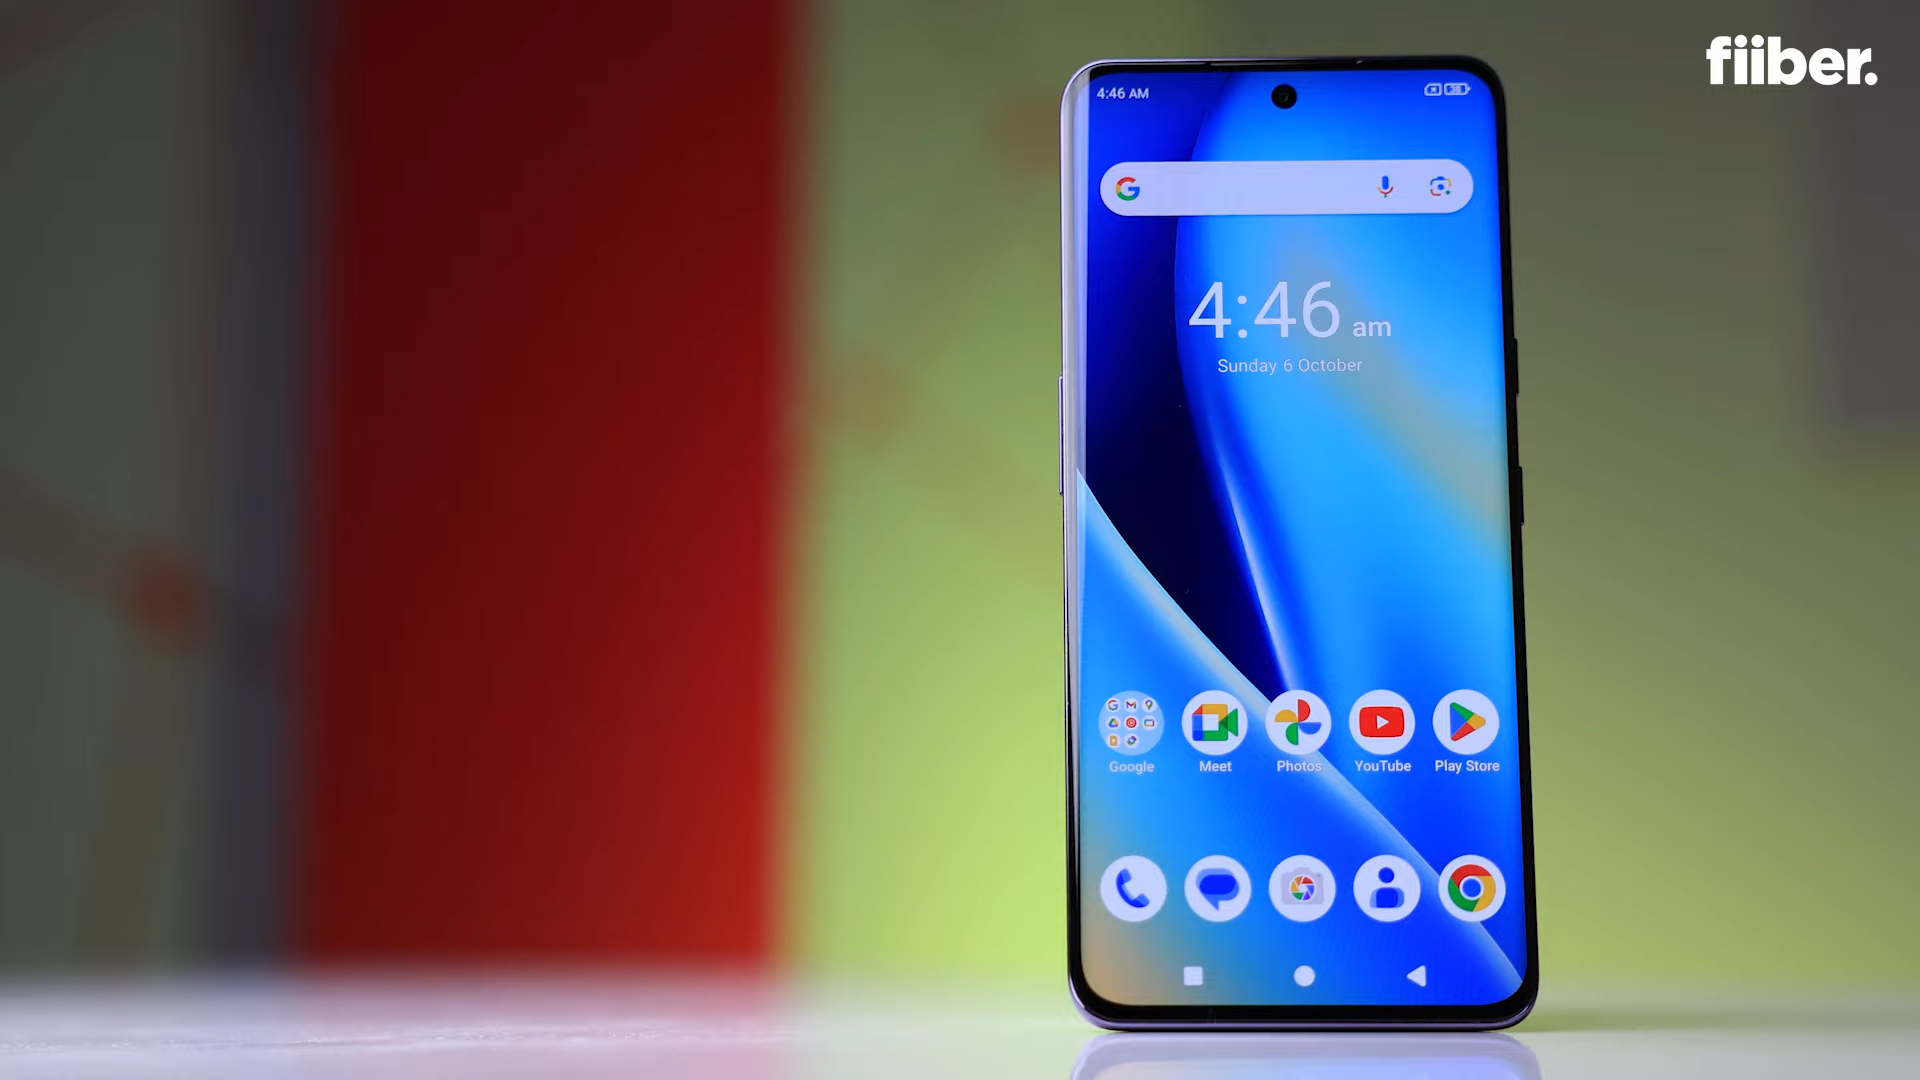 fiiber.
4:46 AM
4:46 am
Sunday 6 October
Google
Meet
Photos
YouTube
Play Store